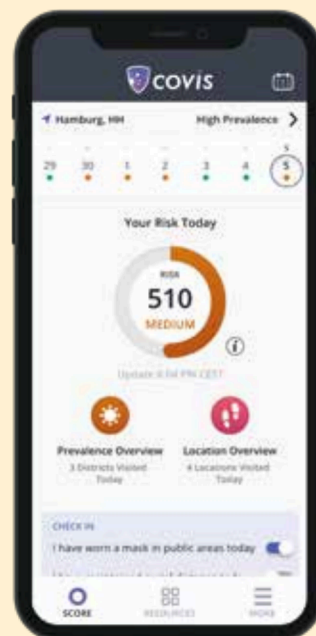 covis
Hamburg, HH High Prevalence
S
29 30 1 2 3 4 5
Your Risk Today
RISK
510
MEDIUM
i
Update
Prevalence Overview Location Overview
3 Districts Visited 4 Locations Visited
Today Today
CHECK IN
I have worn a mask in public areas today
SCORE RESOURCES MORE